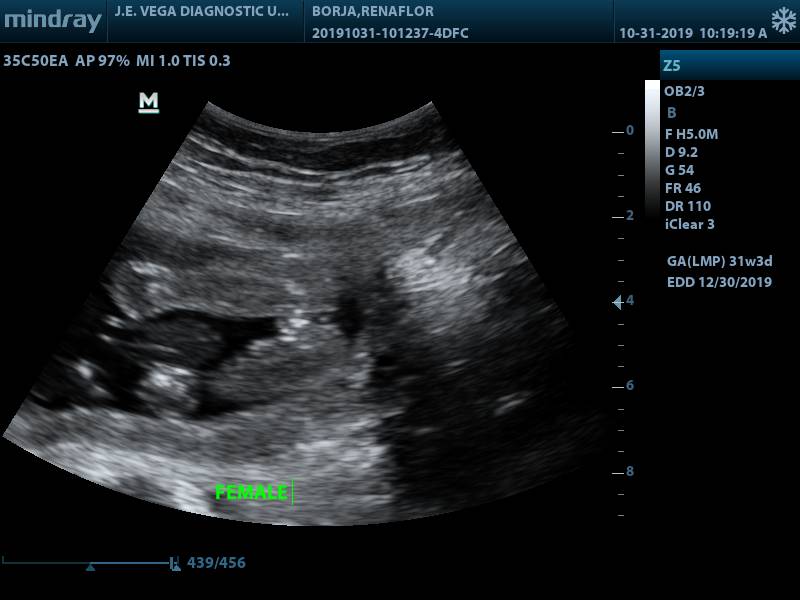 mindray
J.E. VEGA DIAGNOSTIC U...
BORJA,RENAFLOR
20191031-101237-4DFC
10-31-2019 10:19:19 A
35C50EA AP 97% MI 1.0 TIS 0.3
Z5
M
OB2/3
B
F H5.0M
D 9.2
G 54
FR 46
DR 110
iClear 3
GA(LMP) 31w3d
EDD 12/30/2019
0
2
4
6
8
FEMALE
439/456